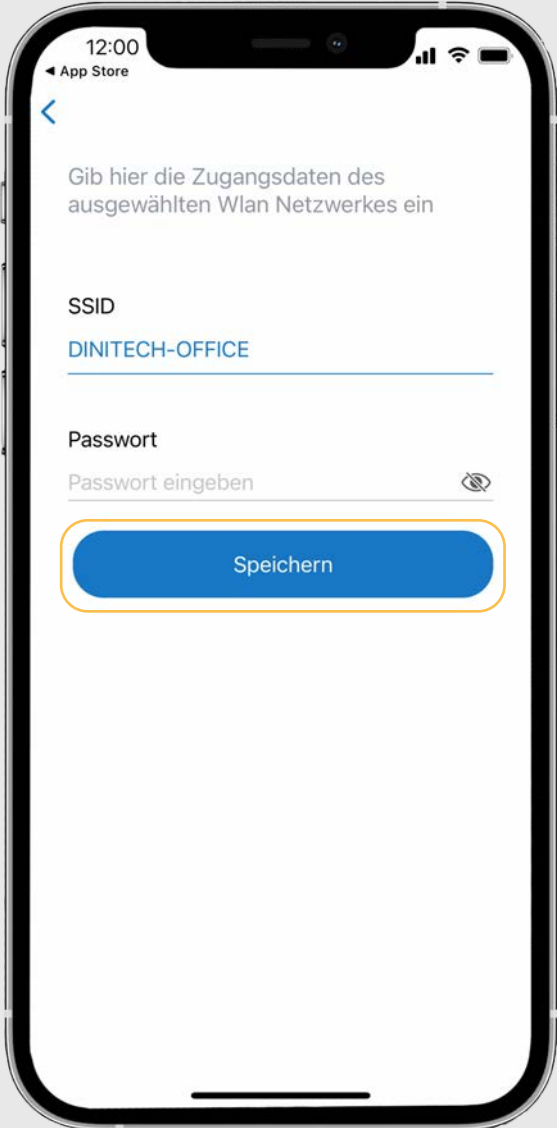 12:00
◀ App Store
Gib hier die Zugangsdaten des
ausgewählten Wlan Netzwerkes ein
SSID
DINITECH-OFFICE
Passwort
Passwort eingeben
Speichern